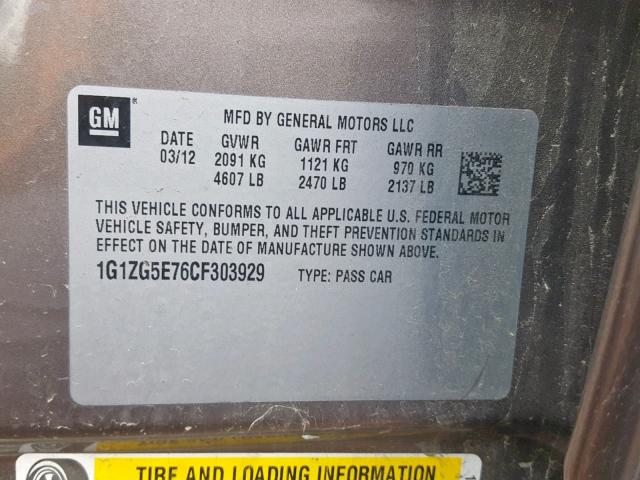 GM ®
MFD BY GENERAL MOTORS LLC
DATE GVWR GAWR FRT GAWR RR
03/12 2091 KG 1121 KG 970 KG
4607 LB 2470 LB 2137 LB
THIS VEHICLE CONFORMS TO ALL APPLICABLE U.S. FEDERAL MOTOR
VEHICLE SAFETY, BUMPER, AND THEFT PREVENTION STANDARDS IN
EFFECT ON THE DATE OF MANUFACTURE SHOWN ABOVE.
1G1ZG5E76CF303929 TYPE: PASS CAR
TIRE AND LOADING INFORMATION